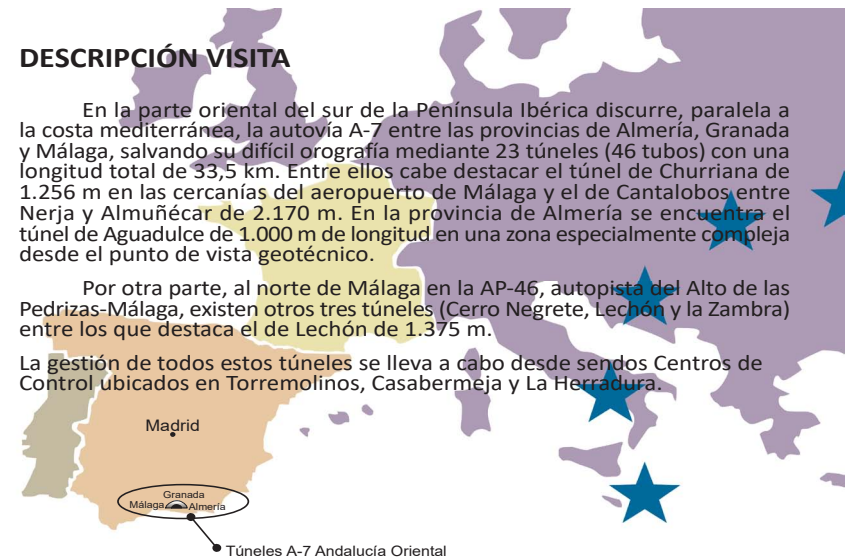 DESCRIPCIÓN VISITA
En la parte oriental del sur de la Península Ibérica discurre, paralela a
la costa mediterránea, la autovía A-7 entre las provincias de Almería, Granada
y Málaga, salvando su difícil orografía mediante 23 túneles (46 tubos) con una
longitud total de 33,5 km. Entre ellos cabe destacar el túnel de Churriana de
1.256 m en las cercanías del aeropuerto de Málaga y el de Cantalobos entre
Nerja y Almuñécar de 2.170 m. En la provincia de Almería se encuentra el
túnel de Aguadulce de 1.000 m de longitud en una zona especialmente compleja
desde el punto de vista geotécnico.
Por otra parte, al norte de Málaga en la AP-46, autopista del Alto de las
Pedrizas-Málaga, existen otros tres túneles (Cerro Negrete, Lechón y la Zambra)
entre los que destaca el de Lechón de 1.375 m.
La gestión de todos estos túneles se lleva a cabo desde sendos Centros de
Control ubicados en Torremolinos, Casabermeja y La Herradura.
Madrid
Granada
Málaga Almería
Túneles A-7 Andalucía Oriental